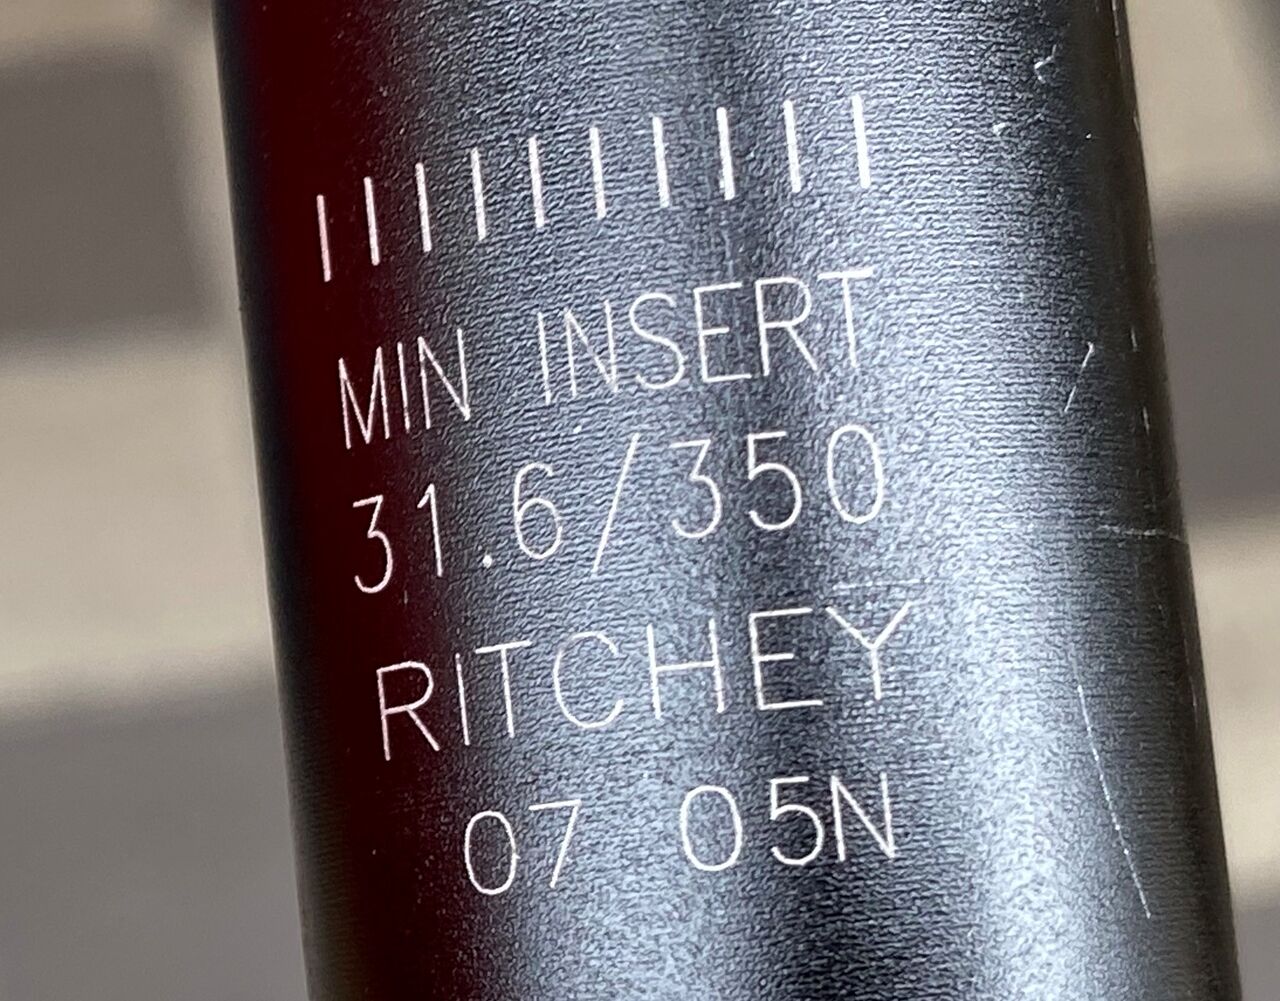 MIN INSERT
31.6/350
RITCHEY
07 05N